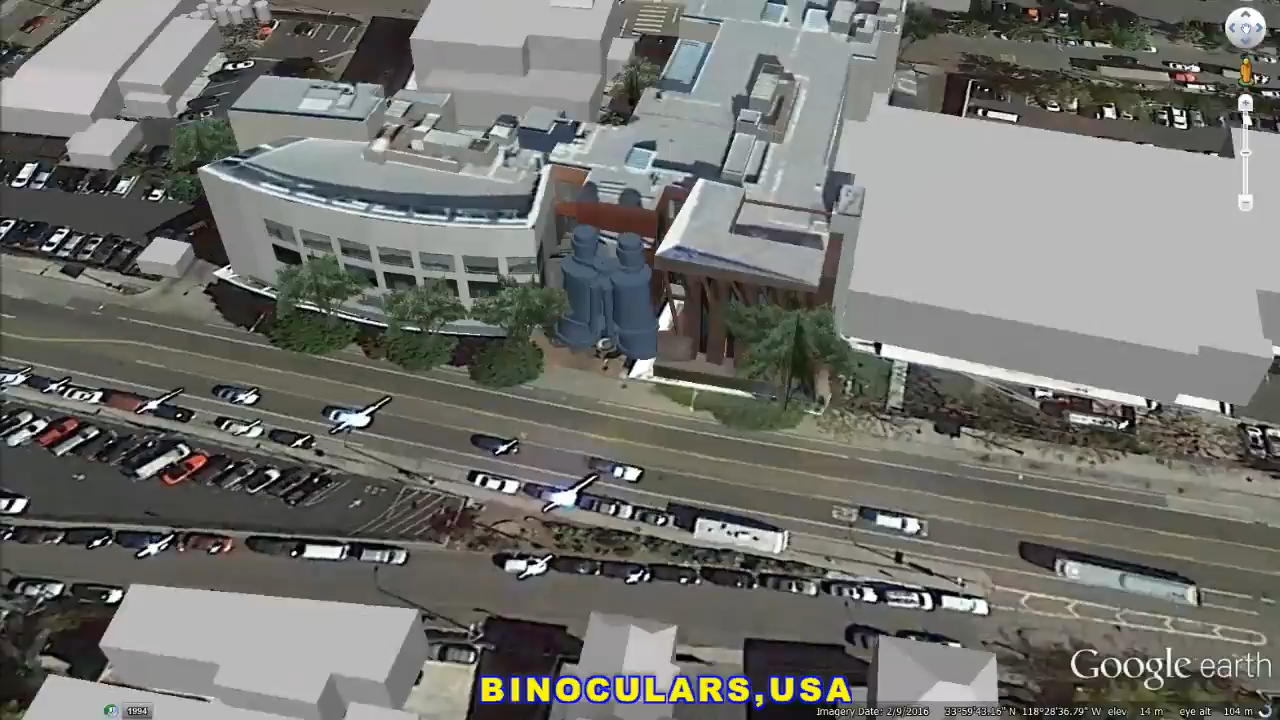 Google earth
BINOCULARS,USA
1994
Imagery Date: 2/9/2016 33°59'43.16" N 118°28'36.79" W elev 14 m eye alt 104 m